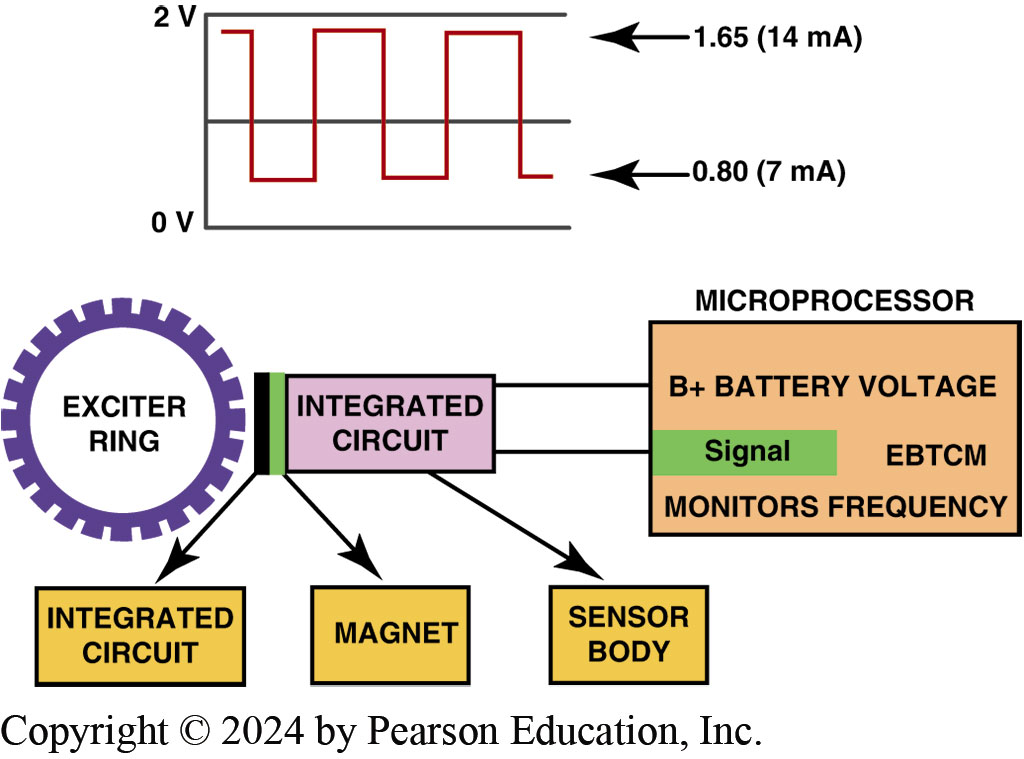 2 V
1.65 (14 mA)
0.80 (7 mA)
0 V
MICROPROCESSOR
EXCITER
RING
INTEGRATED
CIRCUIT
B+ BATTERY VOLTAGE
Signal
EBTCM
MONITORS FREQUENCY
INTEGRATED
CIRCUIT
MAGNET
SENSOR
BODY
Copyright © 2024 by Pearson Education, Inc.